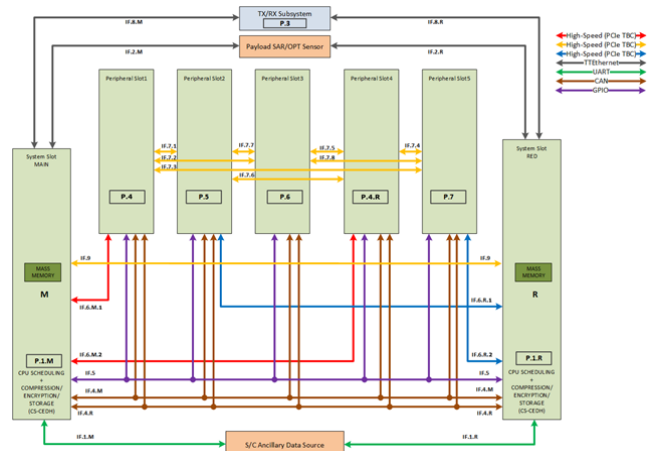 TX/RX Subsystem
P.3
IF.8.M
IF.8.R
High-Speed (PCIe TBC)
High-Speed (PCIe TBC)
High-Speed (PCIe TBC)
TTEthernet
UART
CAN
GPIO
IF.2.M
Payload SAR/OPT Sensor
IF.2.R
Peripheral Slot1
Peripheral Slot2
Peripheral Slot3
Peripheral Slot4
Peripheral Slot5
IF.7.1
IF.7.7
IF.7.5
IF.7.4
IF.7.2
IF.7.8
IF.7.3
IF.7.6
System Slot
MAIN
System Slot
RED
P.4
P.5
P.6
P.4.R
P.7
IF.9
IF.9
MASS
MEMORY
MASS
MEMORY
M
R
IF.6.M.1
IF.6.R.1
IF.6.M.2
IF.6.R.2
P.1.M
P.1.R
CPU SCHEDULING
+
COMPRESSION/
ENCRYPTION/
STORAGE
(CS-CEDH)
CPU SCHEDULING
+
COMPRESSION/
ENCRYPTION/
STORAGE
(CS-CEDH)
IF.5
IF.5
IF.4.M
IF.4.M
IF.4.R
IF.4.R
IF.1.M
S/C Ancillary Data Source
IF.1.R